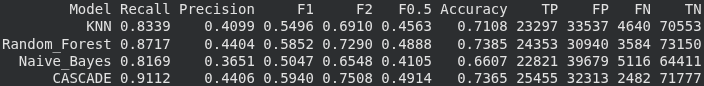 Model Recall Precision F1 F2 F0.5 Accuracy TP FP FN TN
KNN 0.8339 0.4099 0.5496 0.6910 0.4563 0.7108 23297 33537 4640 70553
Random_Forest 0.8717 0.4404 0.5852 0.7290 0.4888 0.7385 24353 30940 3584 73150
Naive_Bayes 0.8169 0.3651 0.5047 0.6548 0.4105 0.6607 22821 39679 5116 64411
CASCADE 0.9112 0.4406 0.5940 0.7508 0.4914 0.7365 25455 32313 2482 71777